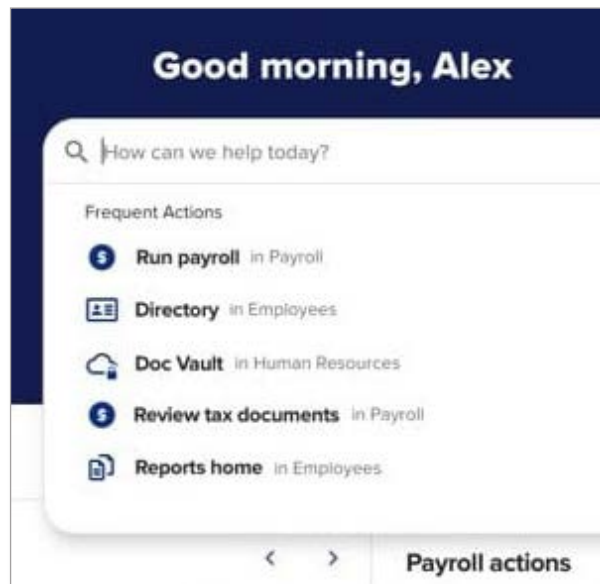 Good morning, Alex
How can we help today?
Frequent Actions
Run payroll in Payroll
Directory in Employees
Doc Vault in Human Resources
Review tax documents in Payroll
Reports home in Employees
Payroll actions